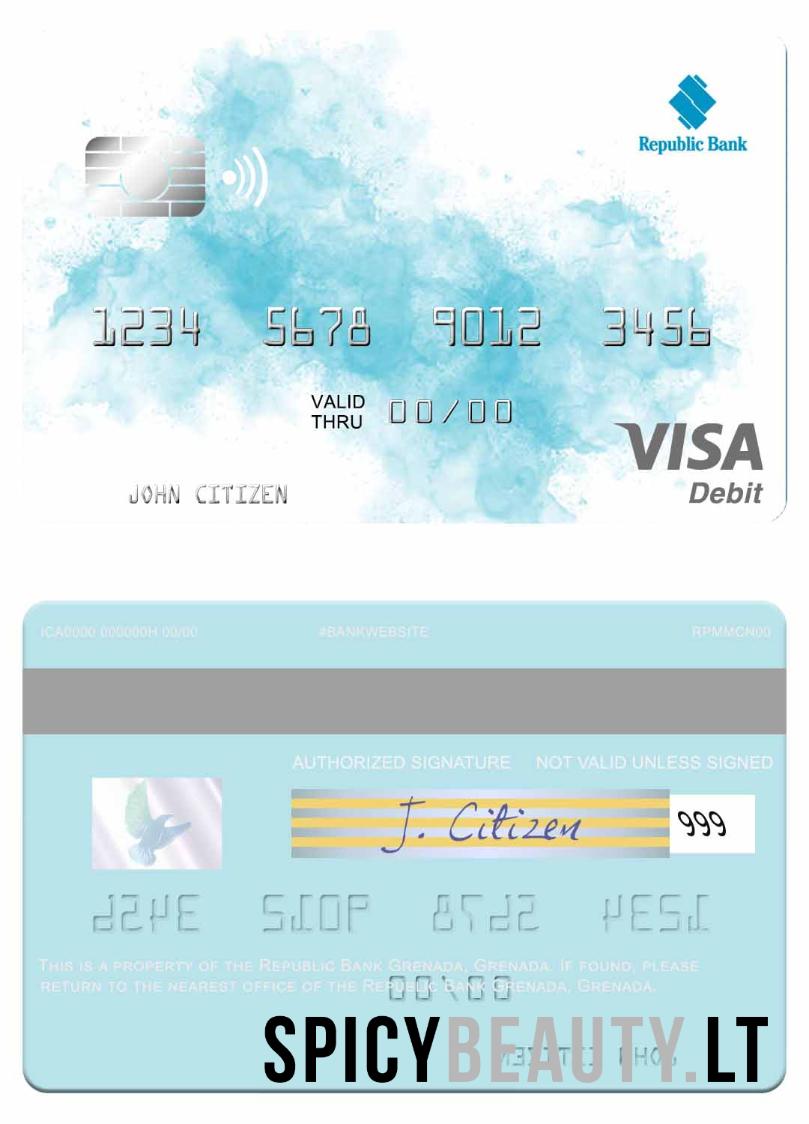 Republic Bank
1234 5678 9012 3456
VALID THRU 00/00
VISA
Debit
JOHN CITIZEN
ICA0000 000000H 00/00 #BANKWEBSITE RPMMCN00
AUTHORIZED SIGNATURE NOT VALID UNLESS SIGNED
J. Citizen 999
THIS IS A PROPERTY OF THE REPUBLIC BANK GRENADA, GRENADA. IF FOUND, PLEASE
RETURN TO THE NEAREST OFFICE OF THE REPUBLIC BANK GRENADA, GRENADA.
SPICYBEAUTY.LT